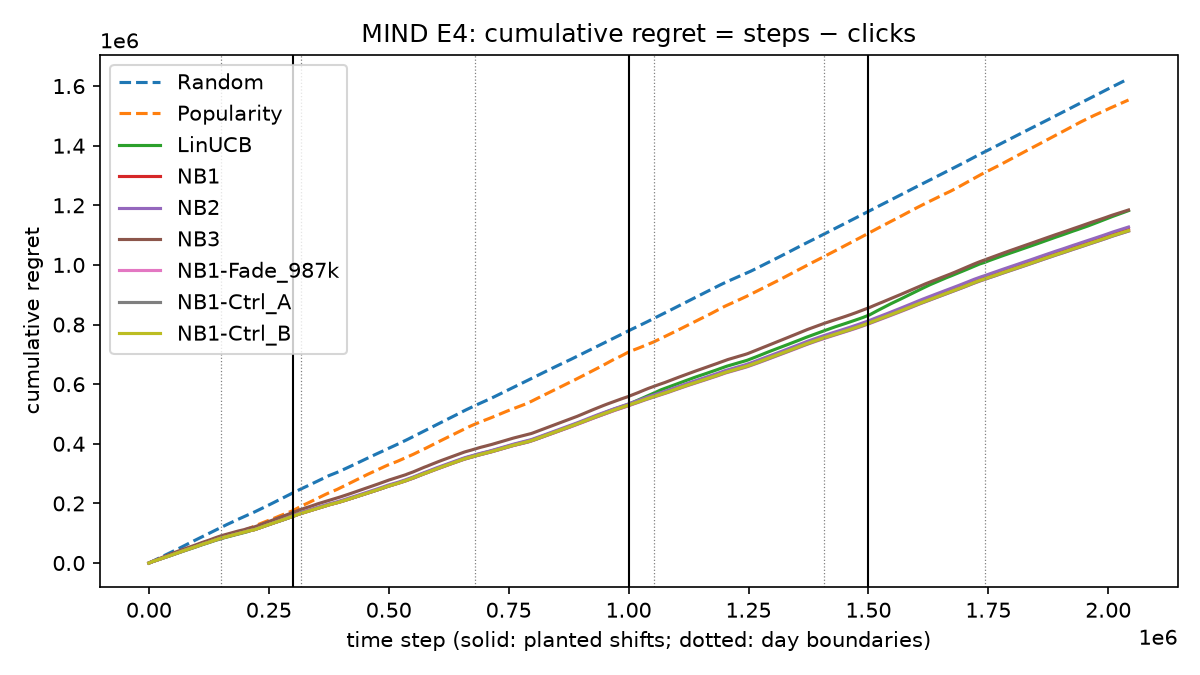 MIND E4: cumulative regret = steps − clicks
1e6
1.6
1.4
1.2
1.0
0.8
0.6
0.4
0.2
0.0
cumulative regret
Random
Popularity
LinUCB
NB1
NB2
NB3
NB1-Fade_987k
NB1-Ctrl_A
NB1-Ctrl_B
0.00 0.25 0.50 0.75 1.00 1.25 1.50 1.75 2.00
time step (solid: planted shifts; dotted: day boundaries)
1e6